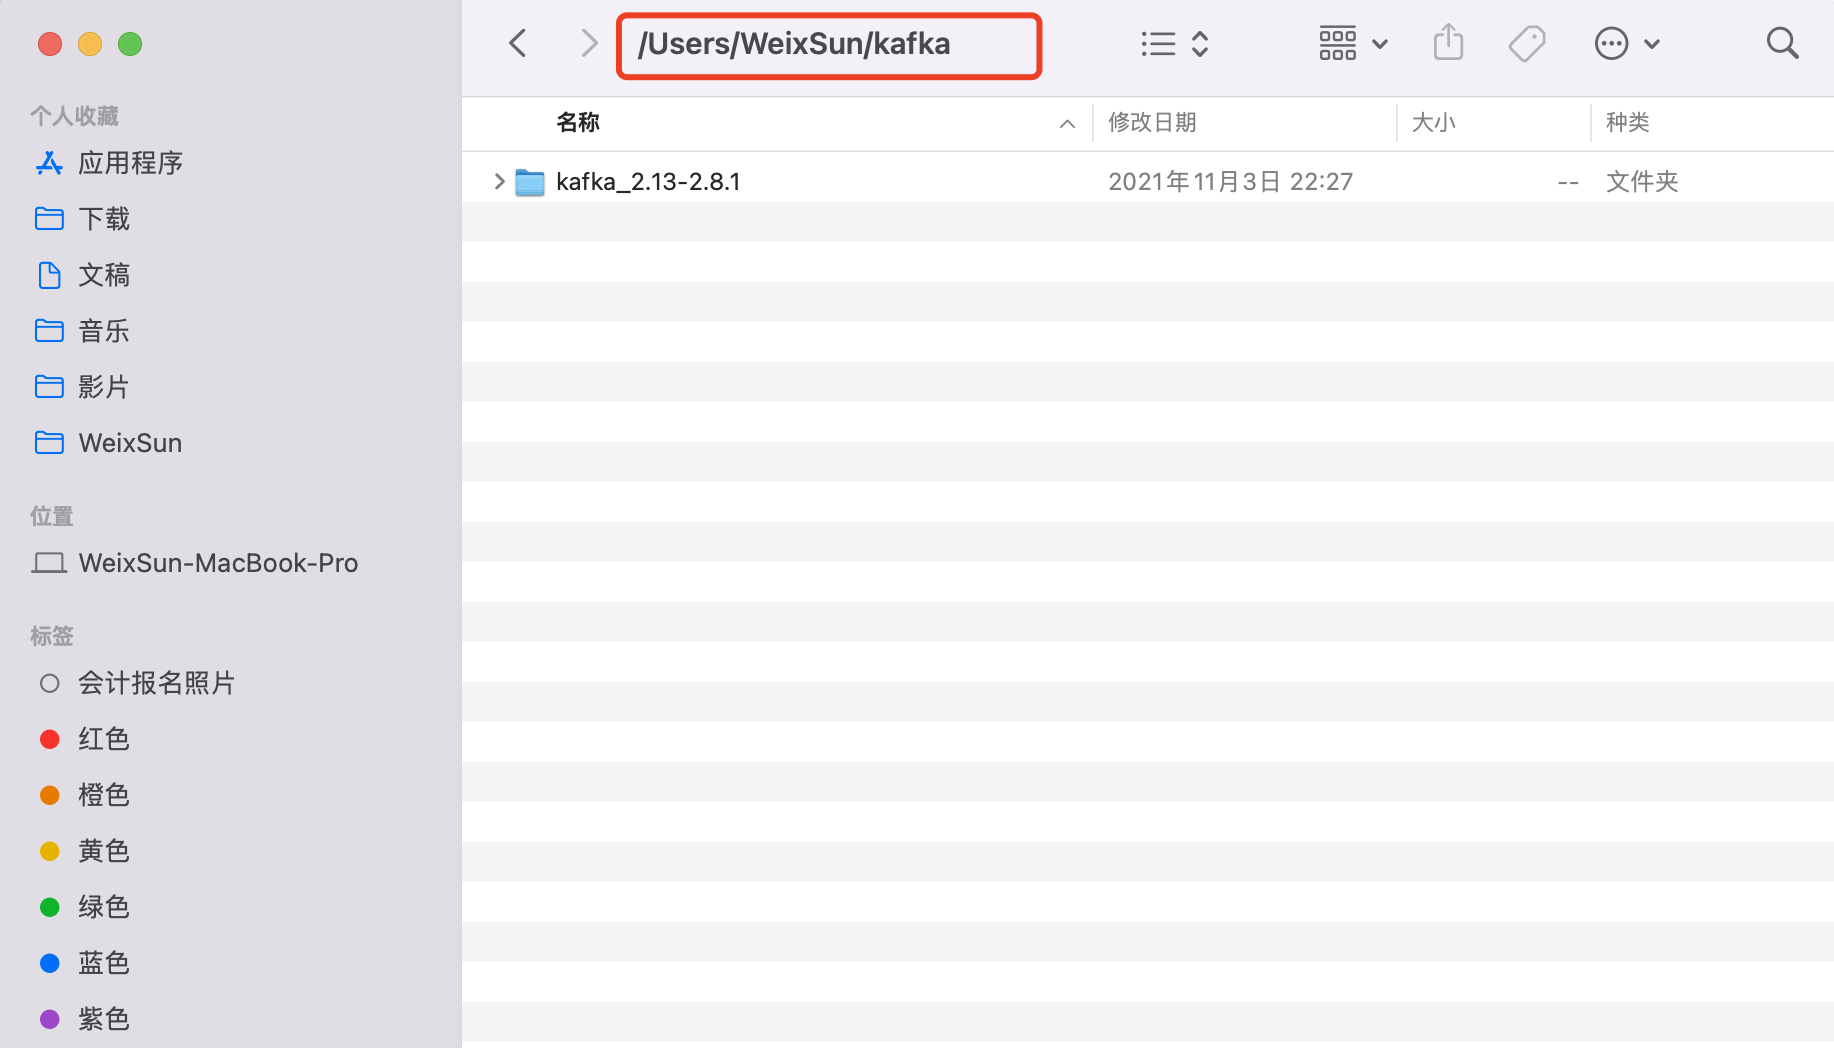 /Users/WeixSun/kafka
个人收藏
应用程序
下载
文稿
音乐
影片
WeixSun
位置
WeixSun-MacBook-Pro
标签
会计报名照片
红色
橙色
黄色
绿色
蓝色
紫色
名称 修改日期 大小 种类
kafka_2.13-2.8.1 2021年11月3日 22:27 -- 文件夹